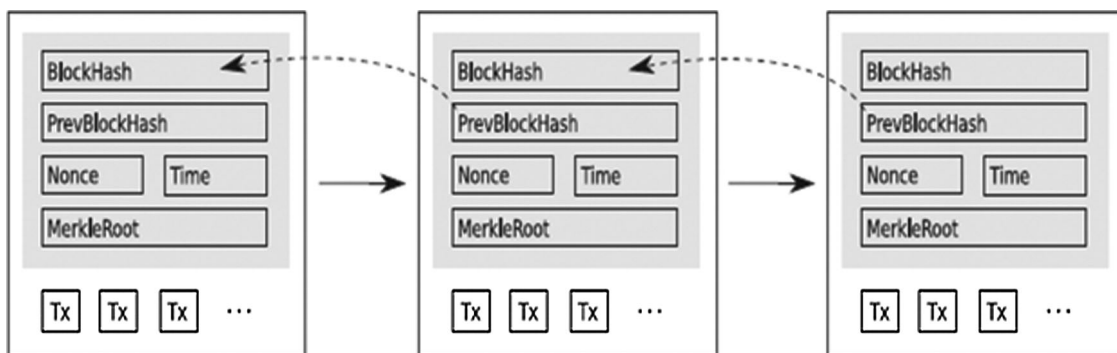 BlockHash
PrevBlockHash
Nonce Time
MerkleRoot
Tx Tx Tx ...
BlockHash
PrevBlockHash
Nonce Time
MerkleRoot
Tx Tx Tx ...
BlockHash
PrevBlockHash
Nonce Time
MerkleRoot
Tx Tx Tx ...